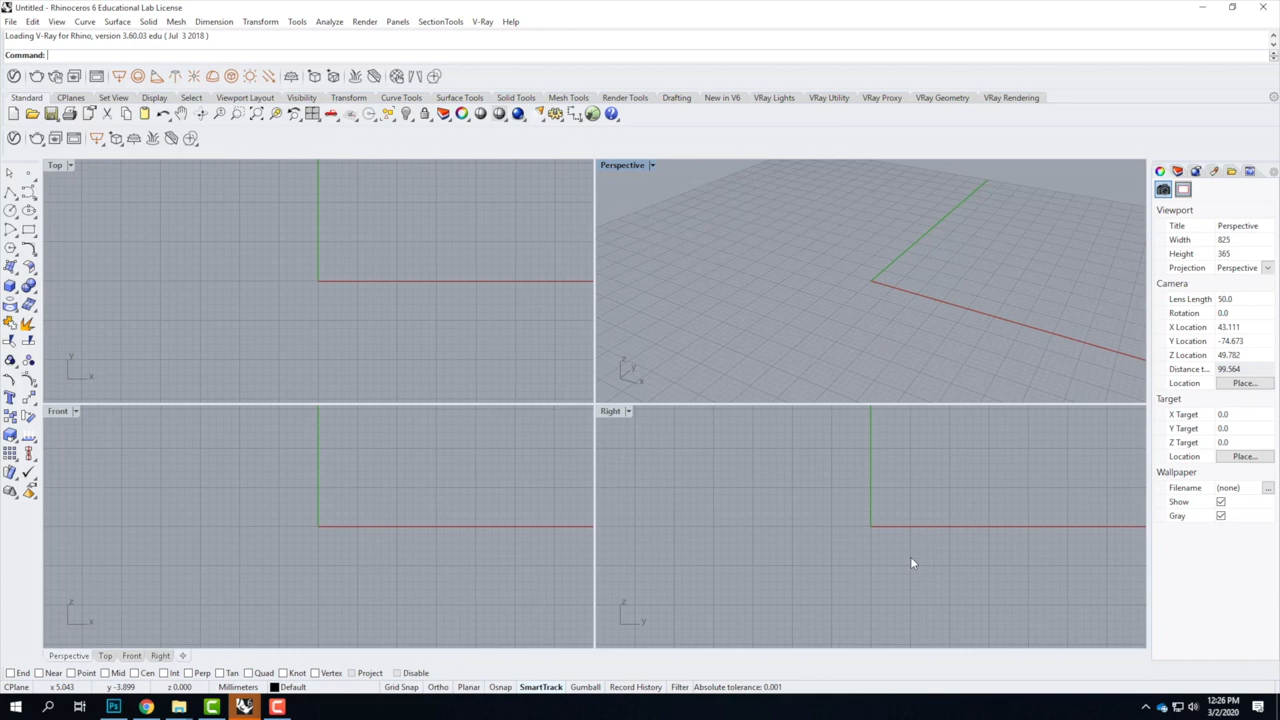 Untitled - Rhinoceros 6 Educational Lab License
File Edit View Curve Surface Solid Mesh Dimension Transform Tools Analyze Render Panels SectionTools V-Ray Help
Loading V-Ray for Rhino, version 3.60.03 edu ( Jul 3 2018 )
Command:
Standard CPlanes Set View Display Select Viewport Layout Visibility Transform Curve Tools Surface Tools Solid Tools Mesh Tools Render Tools Drafting New in V6 VRay Lights VRay Utility VRay Proxy VRay Geometry VRay Rendering
Top
Perspective
Viewport
Title Perspective
Width 825
Height 365
Projection Perspective
Camera
Lens Length 50.0
Rotation 0.0
X Location 43.111
Y Location -74.673
Z Location 49.782
Distance t... 99.564
Location Place...
Target
X Target 0.0
Y Target 0.0
Z Target 0.0
Location Place...
Wallpaper
Filename (none) ...
Show
Gray
y
x
z
y
x
Front
Right
z
x
z
y
Perspective Top Front Right
End Near Point Mid Cen Int Perp Tan Quad Knot Vertex Project Disable
CPlane x 5.043 y -3.899 z 0.000 Millimeters Default Grid Snap Ortho Planar Osnap SmartTrack Gumball Record History Filter Absolute tolerance: 0.001
Ps
12:26 PM
3/2/2020